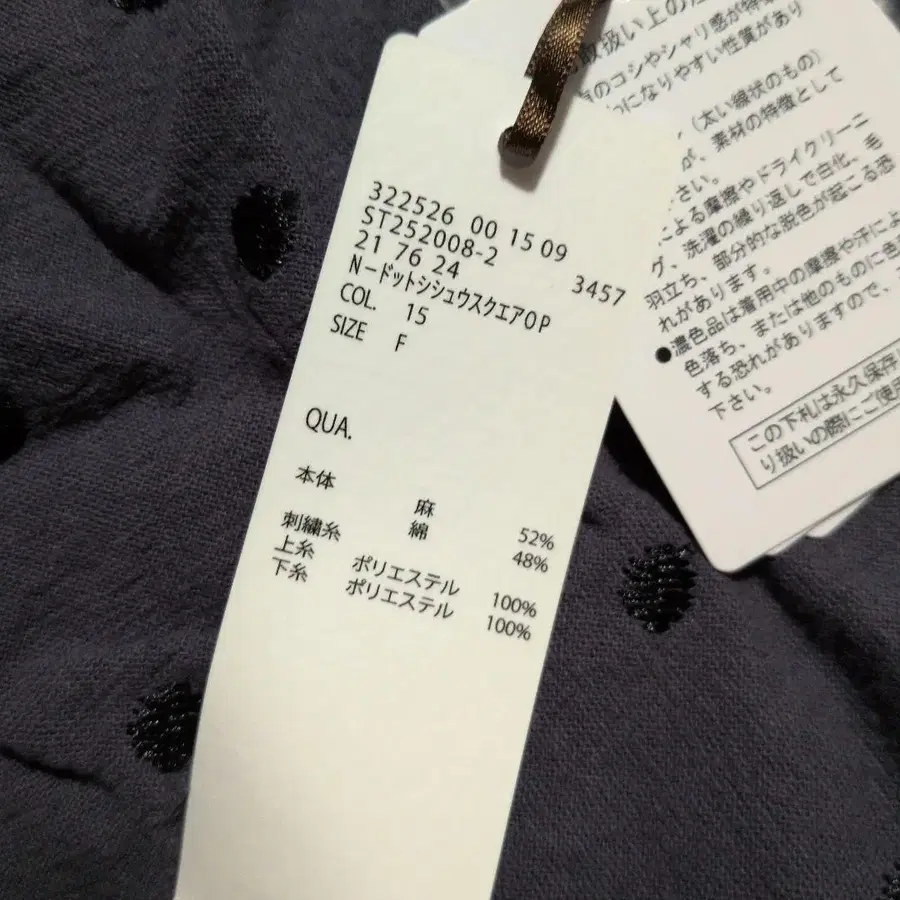 322526 00 15 09
ST252008-2
21 76 24 3457
N-ドットシシュウスクエアOP
COL. 15
SIZE F
QUA.
本体
麻 52%
綿 48%
刺繍糸
上糸 ポリエステル 100%
下糸 ポリエステル 100%
取扱い上の
のコシやシャリ感が特
になりやすい性質があり
(太い線状のもの)
が、素材の特徴として
さい。
による摩擦やドライクリーニ
グ、洗濯の繰り返しで白化、毛
羽立ち、部分的な脱色が起こる恐
れがあります。
●濃色品は着用中の摩擦や汗によ
色落ち、または他のものに色
する恐れがありますので、
下さい。
この下札は永久保存
り扱いの際にご使用